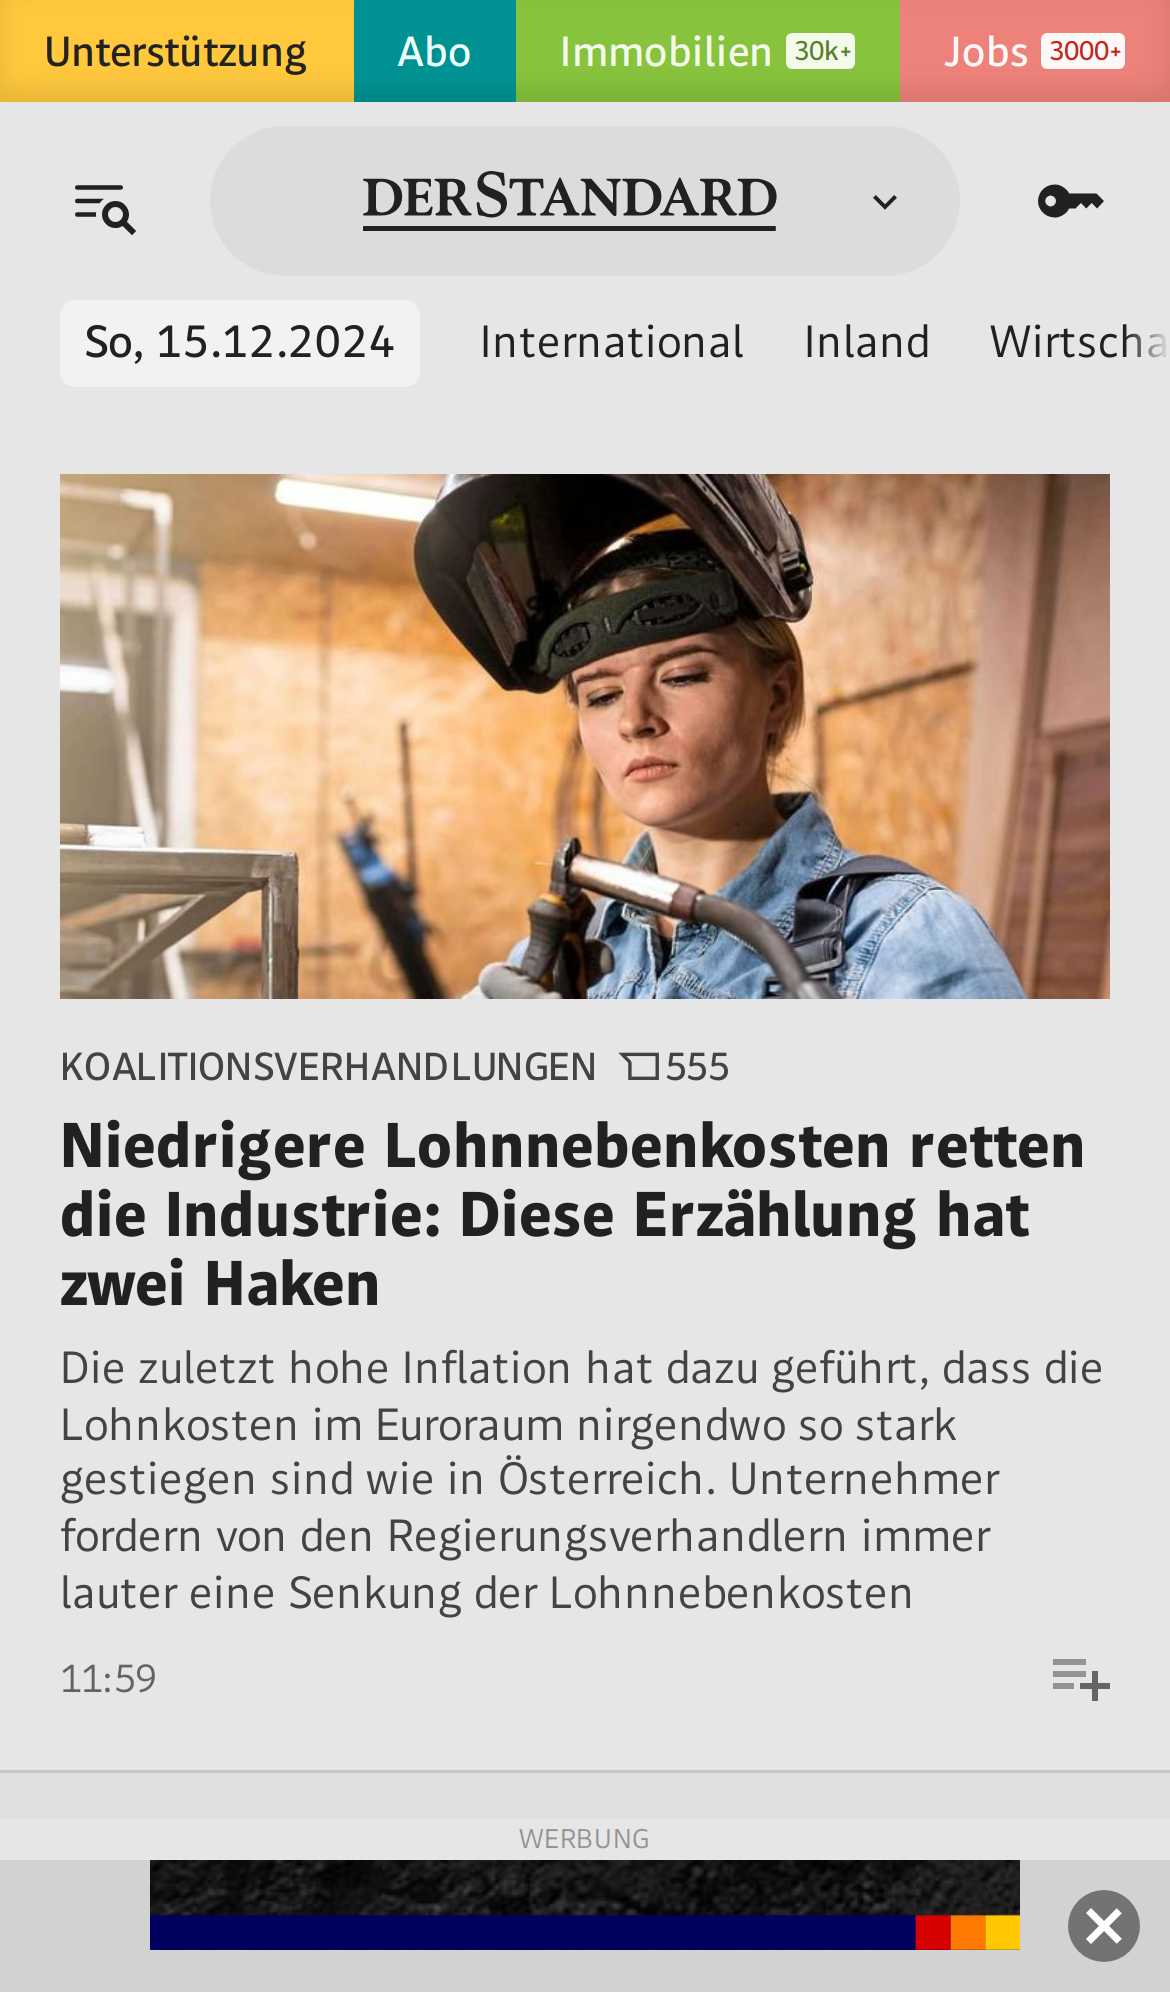 Unterstützung
Abo
Immobilien 30k+
Jobs 3000+
DERSTANDARD
So, 15.12.2024
International
Inland
Wirtscha
KOALITIONSVERHANDLUNGEN 555
Niedrigere Lohnnebenkosten retten
die Industrie: Diese Erzählung hat
zwei Haken
Die zuletzt hohe Inflation hat dazu geführt, dass die
Lohnkosten im Euroraum nirgendwo so stark
gestiegen sind wie in Österreich. Unternehmer
fordern von den Regierungsverhandlern immer
lauter eine Senkung der Lohnnebenkosten
11:59
WERBUNG